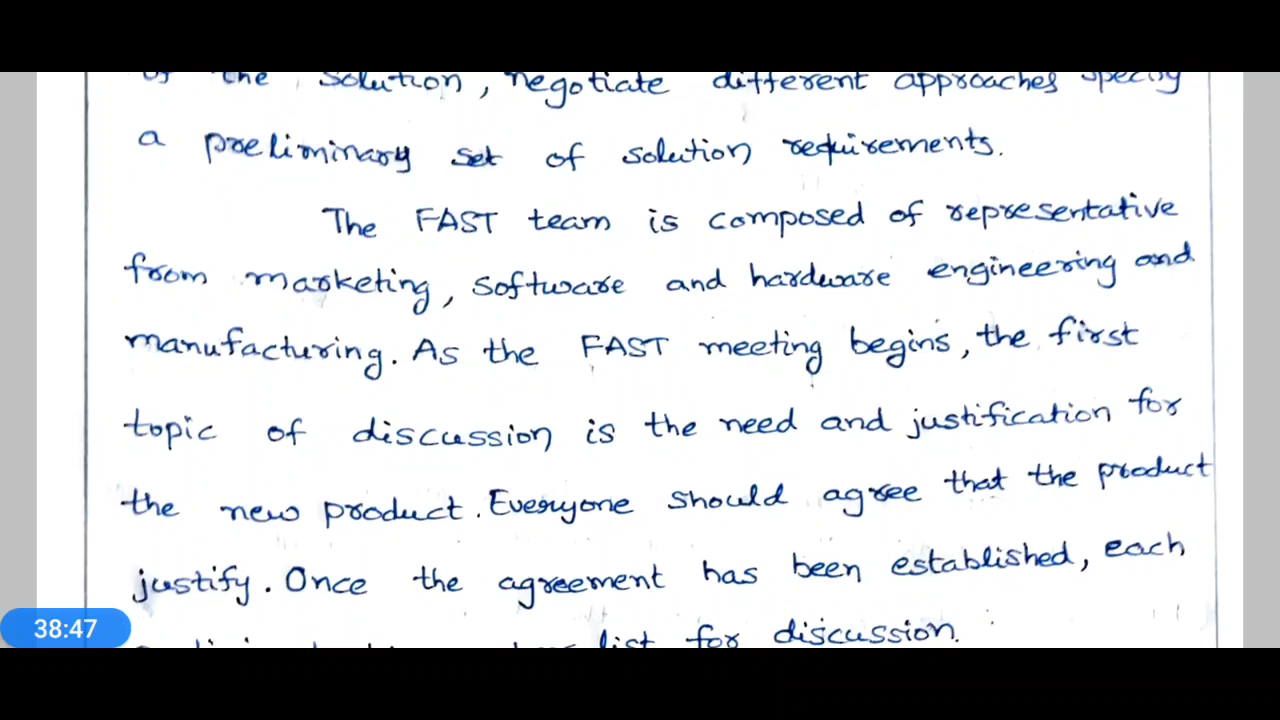 of the solution, negotiate different approaches specify
a preliminary set of solution requirements.
The FAST team is composed of representative
from marketing, software and hardware engineering and
manufacturing. As the FAST meeting begins, the first
topic of discussion is the need and justification for
the new product. Everyone should agree that the product
justify. Once the agreement has been established, each
list for discussion.
38:47